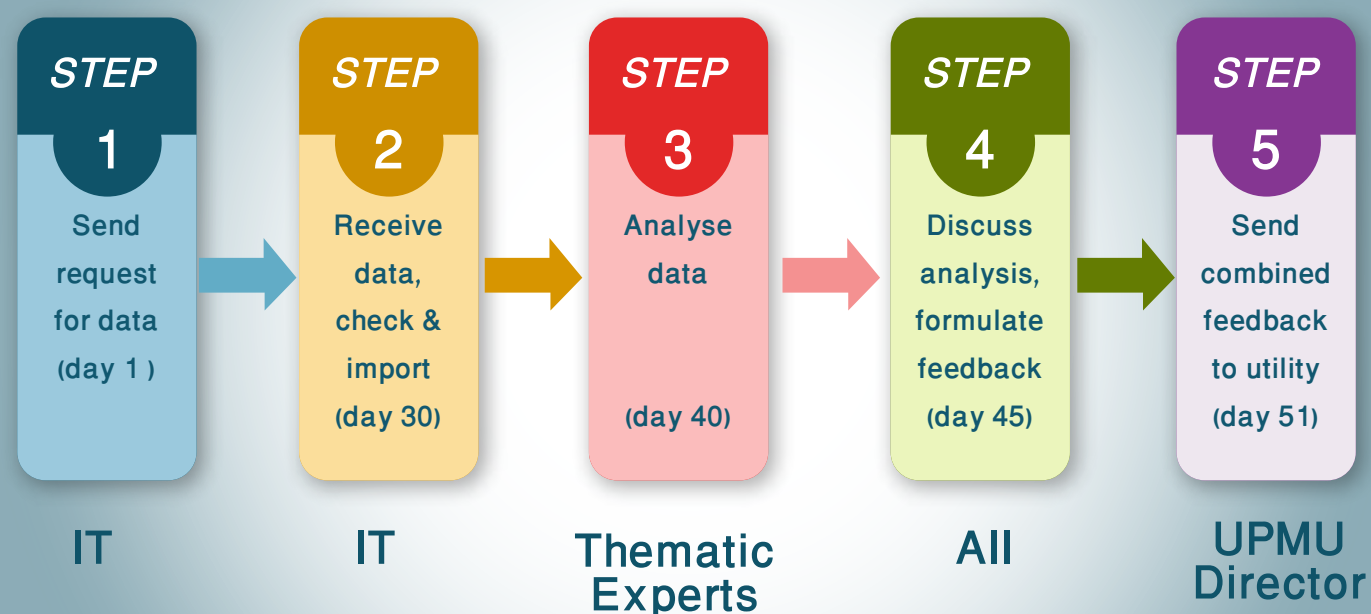 STEP
1
Send
request
for data
(day 1 )
IT
STEP
2
Receive
data,
check &
import
(day 30)
IT
STEP
3
Analyse
data
(day 40)
Thematic
Experts
STEP
4
Discuss
analysis,
formulate
feedback
(day 45)
All
STEP
5
Send
combined
feedback
to utility
(day 51)
UPMU
Director